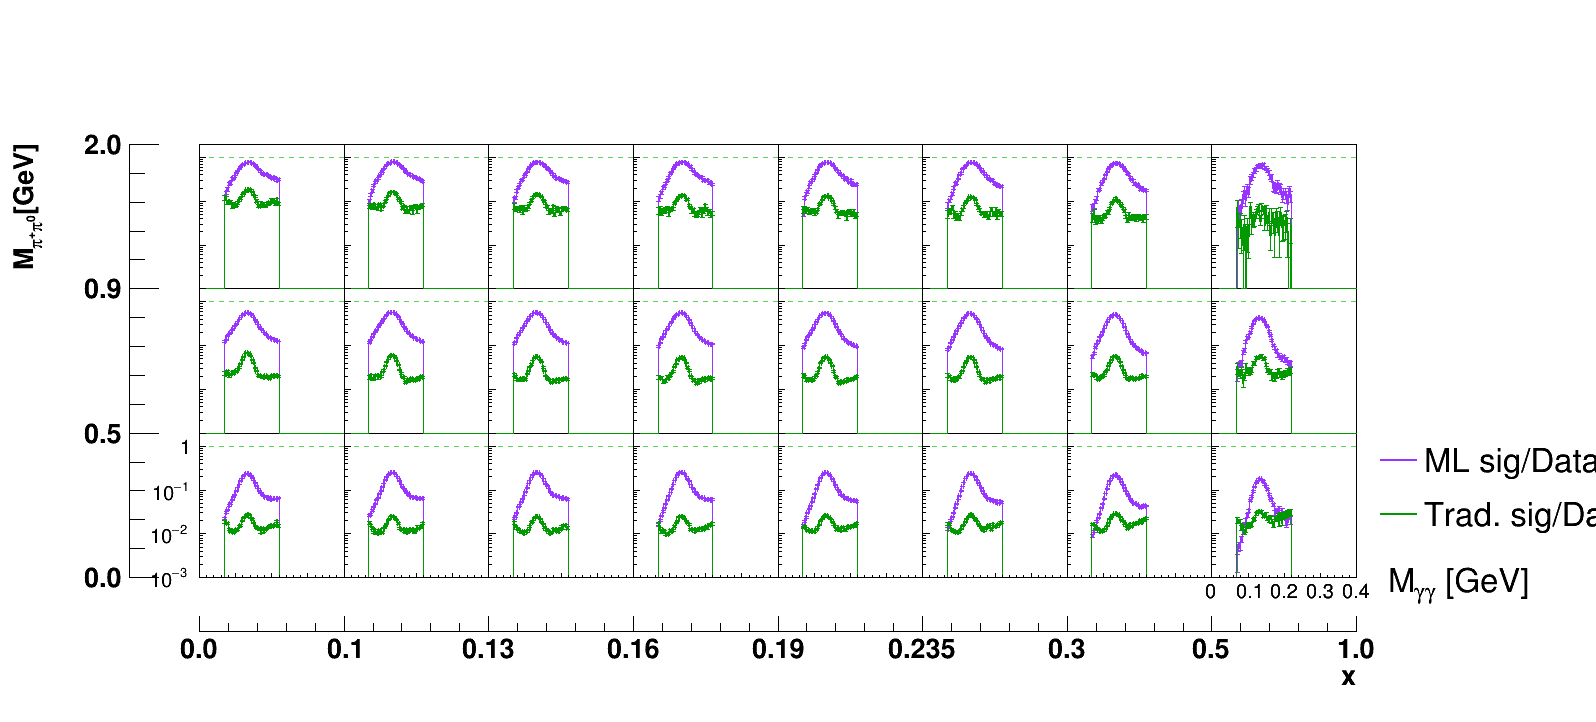 M_{π⁺π⁰}[GeV]
2.0
0.9
0.5
0.0
1
10⁻¹
10⁻²
10⁻³
ML sig/Data
Trad. sig/Da
0 0.1 0.2 0.3 0.4
M_{γγ} [GeV]
0.0 0.1 0.13 0.16 0.19 0.235 0.3 0.5 1.0
x